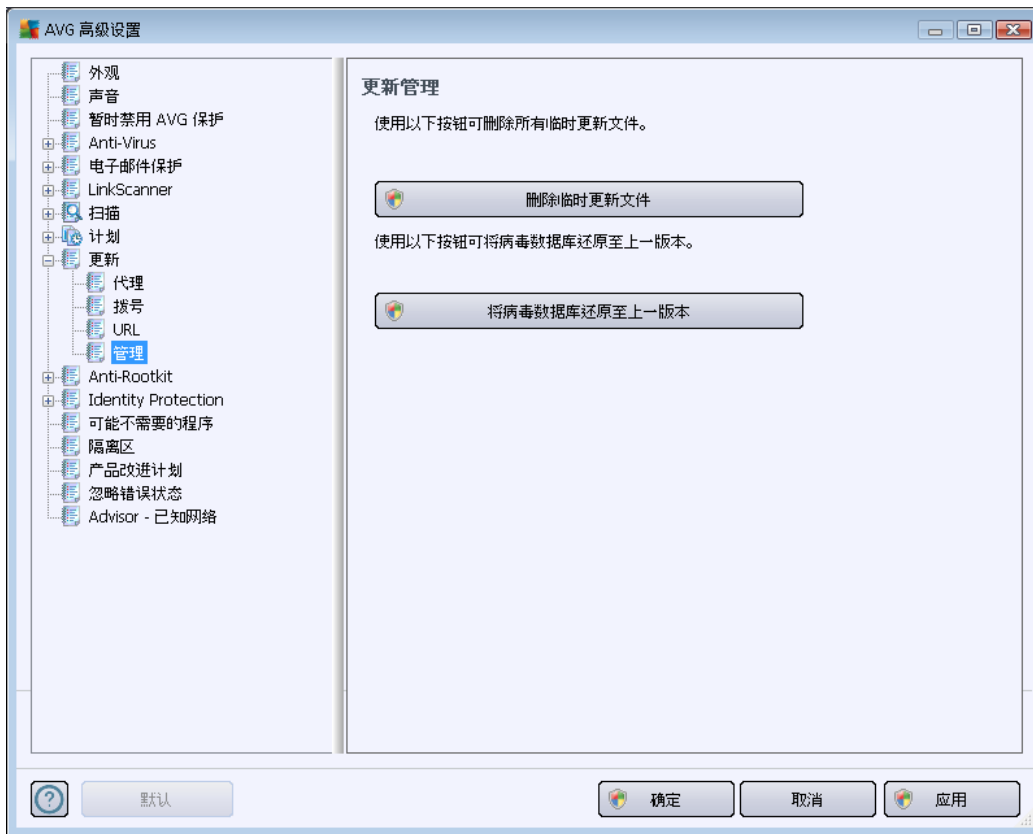 AVG 高级设置
外观
声音
暂时禁用 AVG 保护
Anti-Virus
电子邮件保护
LinkScanner
扫描
计划
更新
代理
拨号
URL
管理
Anti-Rootkit
Identity Protection
可能不需要的程序
隔离区
产品改进计划
忽略错误状态
Advisor - 已知网络
更新管理
使用以下按钮可删除所有临时更新文件。
删除临时更新文件
使用以下按钮可将病毒数据库还原至上一版本。
将病毒数据库还原至上一版本
?
默认
确定
取消
应用